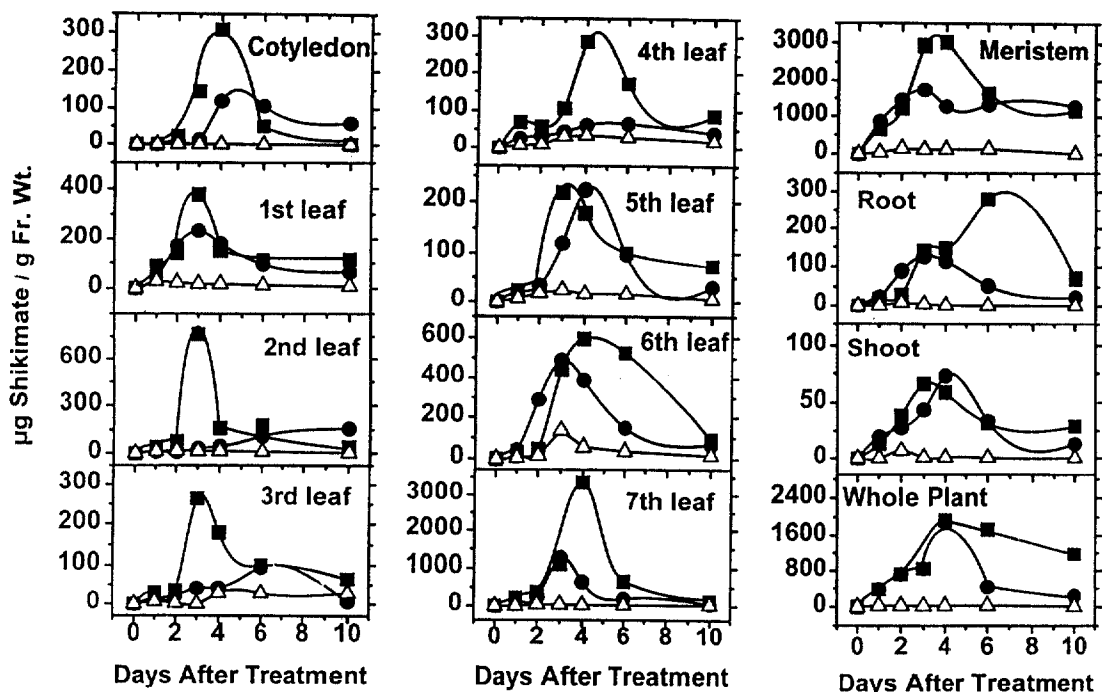 µg Shikimate / g Fr. Wt.
300
200
100
0
Cotyledon
400
200
0
1st leaf
600
300
0
2nd leaf
300
200
100
0
3rd leaf
0 2 4 6 8 10
Days After Treatment
300
200
100
0
4th leaf
200
100
0
5th leaf
600
400
200
0
6th leaf
3000
2000
1000
0
7th leaf
0 2 4 6 8 10
Days After Treatment
3000
2000
1000
0
Meristem
300
200
100
0
Root
100
50
0
Shoot
2400
1600
800
0
Whole Plant
0 2 4 6 8 10
Days After Treatment